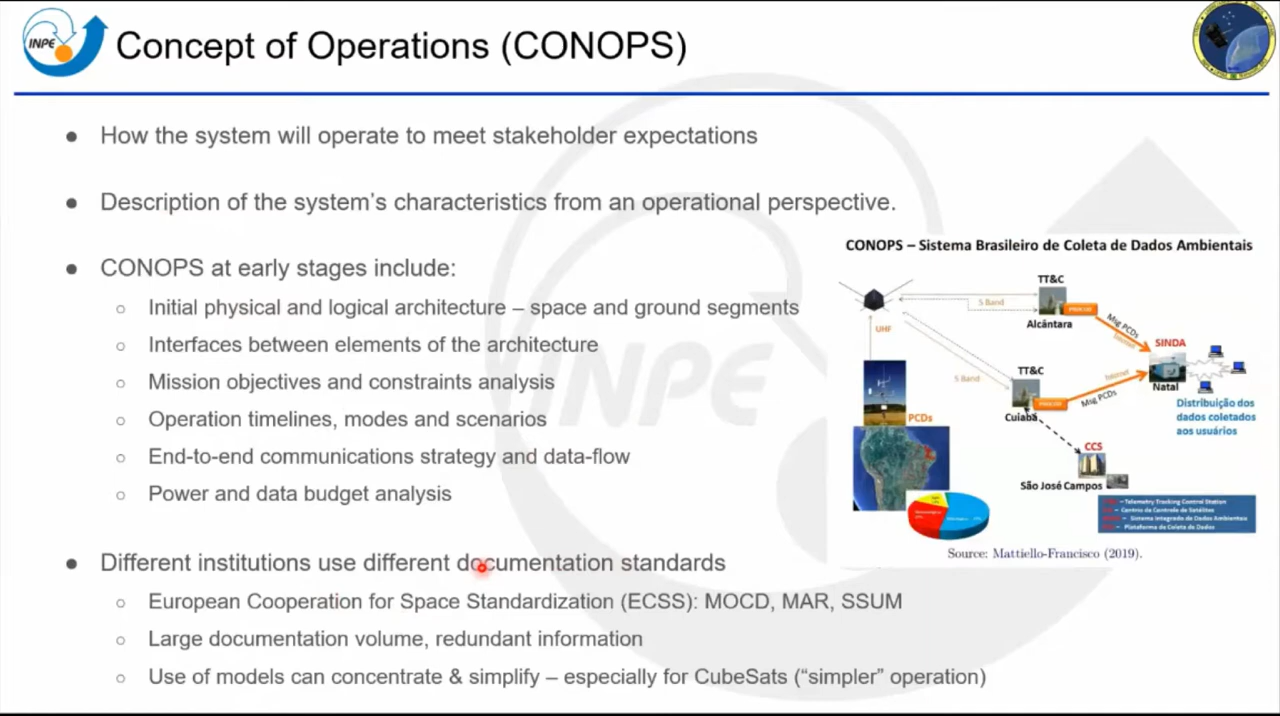 INPE
Concept of Operations (CONOPS)
● How the system will operate to meet stakeholder expectations
● Description of the system's characteristics from an operational perspective.
● CONOPS at early stages include:
○ Initial physical and logical architecture – space and ground segments
○ Interfaces between elements of the architecture
○ Mission objectives and constraints analysis
○ Operation timelines, modes and scenarios
○ End-to-end communications strategy and data-flow
○ Power and data budget analysis
● Different institutions use different documentation standards
○ European Cooperation for Space Standardization (ECSS): MOCD, MAR, SSUM
○ Large documentation volume, redundant information
○ Use of models can concentrate & simplify – especially for CubeSats ("simpler" operation)
INPE
CONOPS – Sistema Brasileiro de Coleta de Dados Ambientais
TT&C
S Band
Alcântara
Msg PCDs
Internet
UHF
SINDA
TT&C
S Band
Internet
Natal
Msg PCDs
Cuiabá
PCDs
Distribuição dos
dados coletados
aos usuários
CCS
São José Campos
– Telemetry Tracking Control Station
– Centro de Controle de Satélites
– Sistema Integrado de Dados Ambientais
– Plataforma de Coleta de Dados
Source: Mattiello-Francisco (2019).